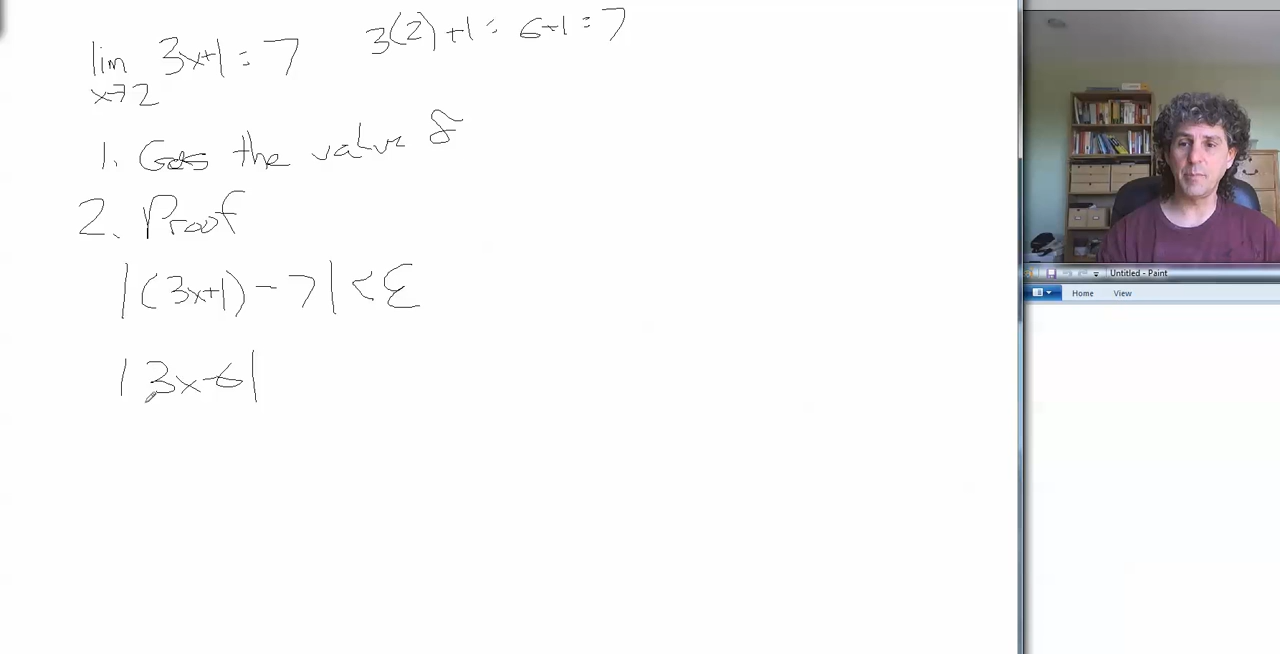 lim 3x+1 = 7 3(2)+1 = 6+1 = 7
x→2
1. Gets the value δ
2. Proof
|(3x+1) - 7| < ε
|3x-6|
Untitled - Paint
Home View